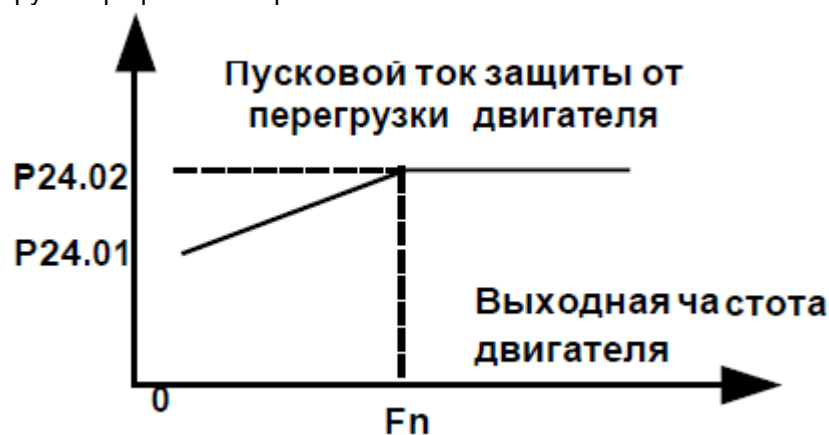 Пусковой ток защиты от
перегрузки двигателя
P24.02
P24.01
Выходная частота
двигателя
0
Fn